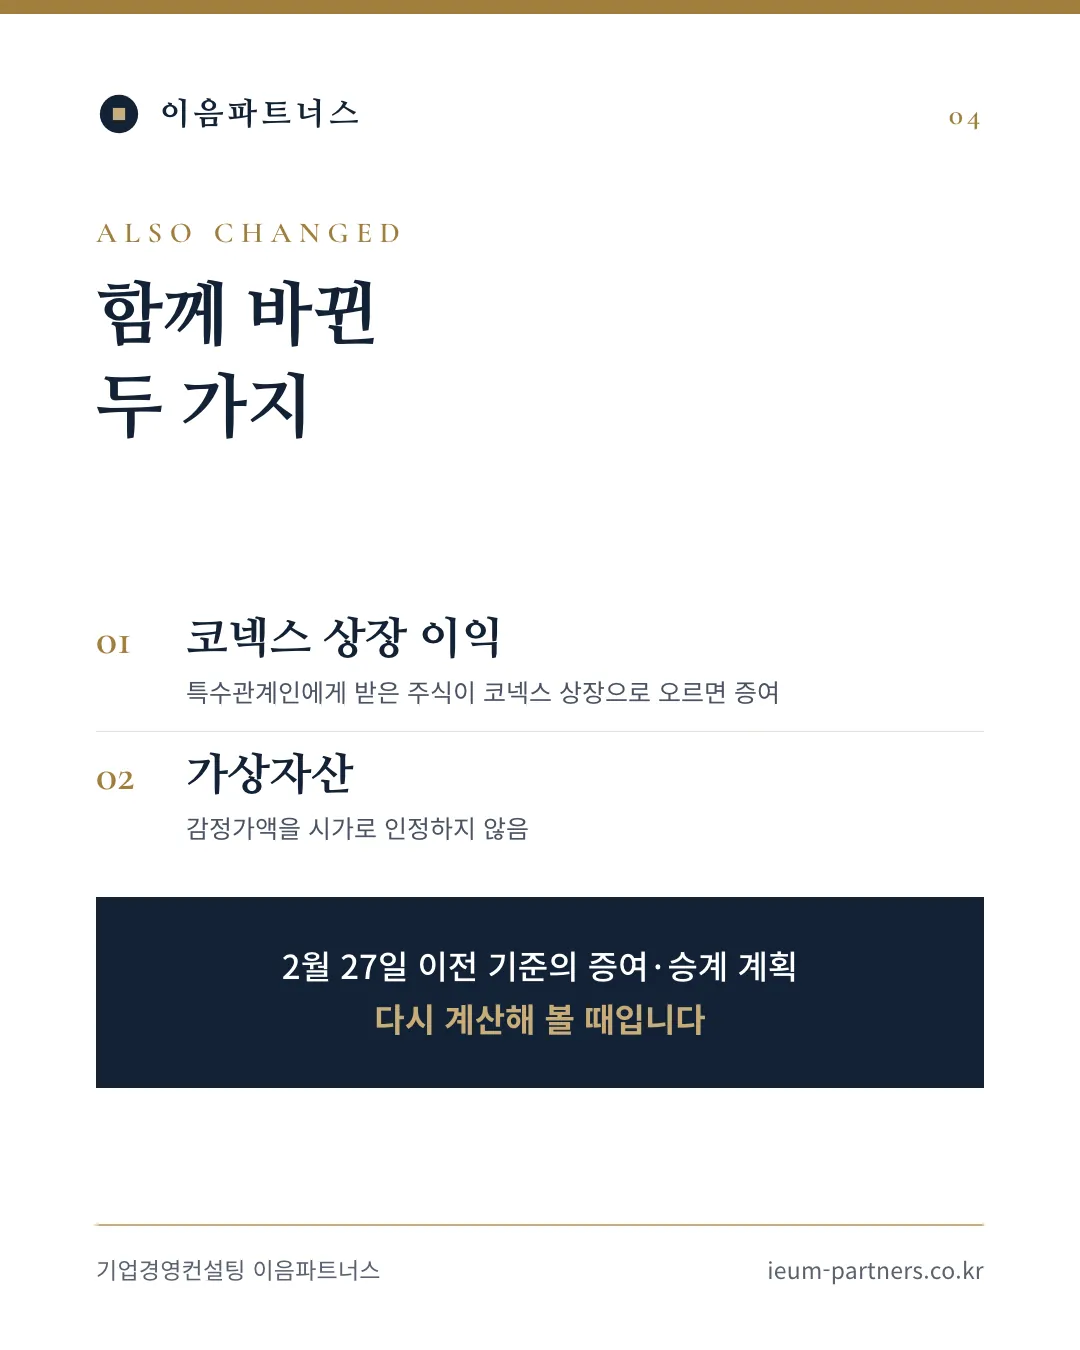 이음파트너스
04
ALSO CHANGED
함께 바뀐
두 가지
01 코넥스 상장 이익
특수관계인에게 받은 주식이 코넥스 상장으로 오르면 증여
02 가상자산
감정가액을 시가로 인정하지 않음
2월 27일 이전 기준의 증여·승계 계획
다시 계산해 볼 때입니다
기업경영컨설팅 이음파트너스
ieum-partners.co.kr